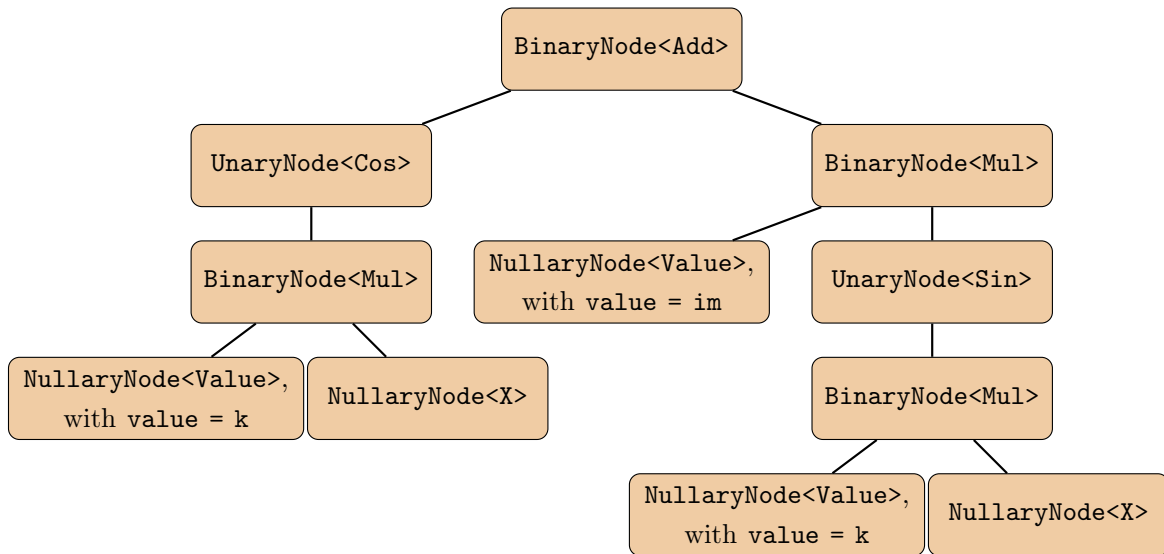 BinaryNode<Add>
UnaryNode<Cos>
BinaryNode<Mul>
BinaryNode<Mul>
NullaryNode<Value>,
with value = im
UnaryNode<Sin>
NullaryNode<Value>,
with value = k
NullaryNode<X>
BinaryNode<Mul>
NullaryNode<Value>,
with value = k
NullaryNode<X>